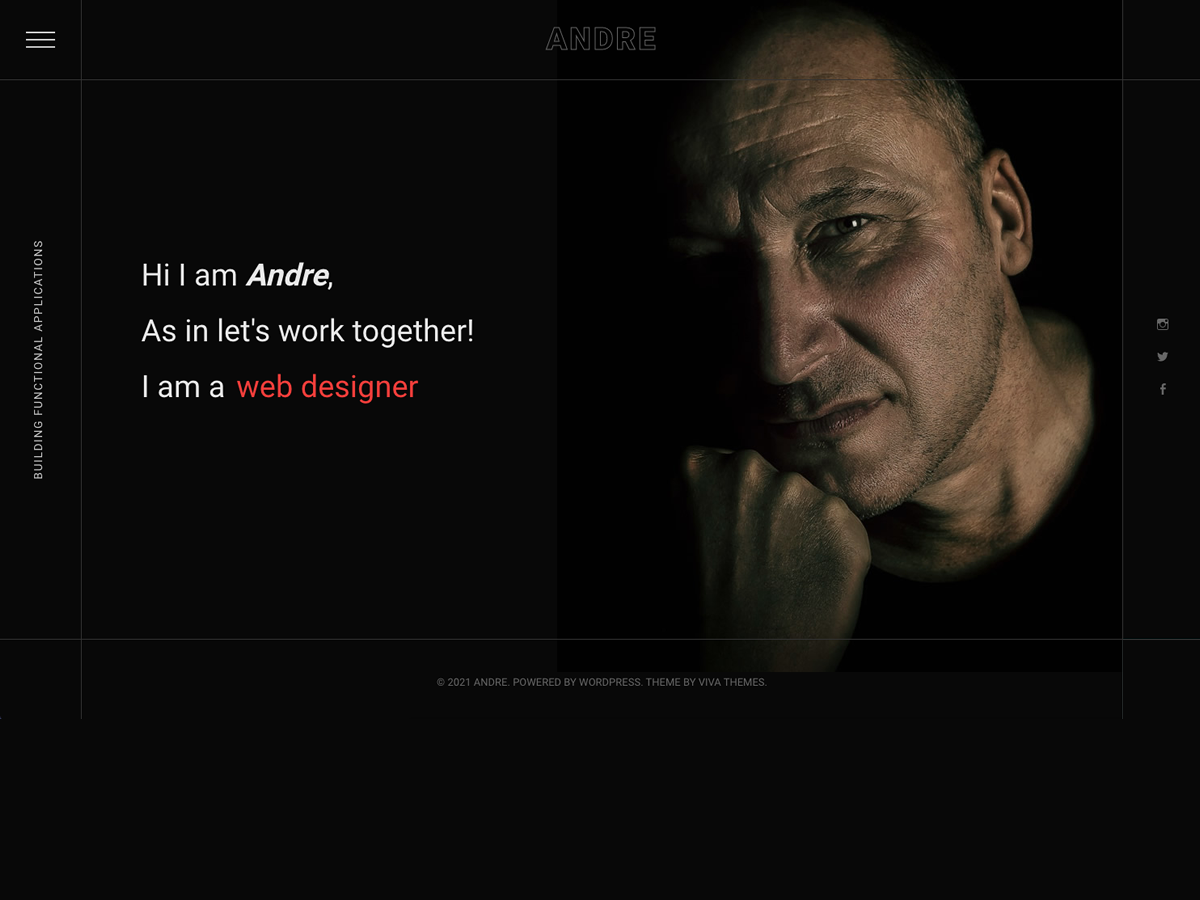 ANDRE
BUILDING FUNCTIONAL APPLICATIONS
Hi I am Andre,
As in let's work together!
I am a web designer
© 2021 ANDRE. POWERED BY WORDPRESS. THEME BY VIVA THEMES.